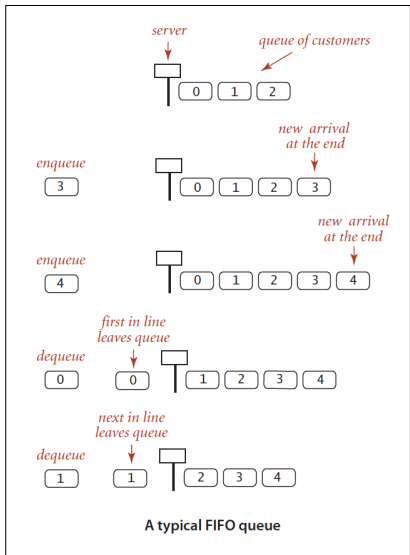 server
queue of customers
0 1 2
new arrival
at the end
enqueue
3
0 1 2 3
new arrival
at the end
enqueue
4
0 1 2 3 4
first in line
leaves queue
dequeue
0
0
1 2 3 4
next in line
leaves queue
dequeue
1
1
2 3 4
A typical FIFO queue